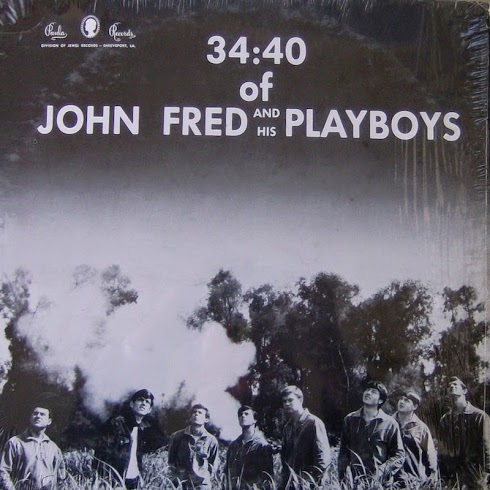 Paula Records
DIVISION OF JEWEL RECORDS – SHREVEPORT, LA.
34:40
of
JOHN FRED AND HIS PLAYBOYS